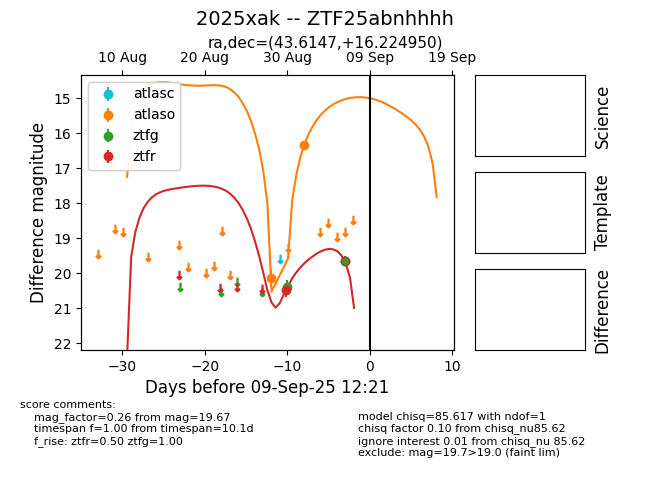 2025xak -- ZTF25abnhhhh
ra,dec=(43.6147,+16.224950)
10 Aug 20 Aug 30 Aug 09 Sep 19 Sep
atlasc
atlaso
ztfg
ztfr
15
16
17
18
19
20
21
22
Difference magnitude
−30 −20 −10 0 10
Days before 09-Sep-25 12:21
Science
Template
Difference
score comments:
mag_factor=0.26 from mag=19.67
timespan f=1.00 from timespan=10.1d
f_rise: ztfr=0.50 ztfg=1.00
model chisq=85.617 with ndof=1
chisq factor 0.10 from chisq_nu85.62
ignore interest 0.01 from chisq_nu 85.62
exclude: mag=19.7>19.0 (faint lim)